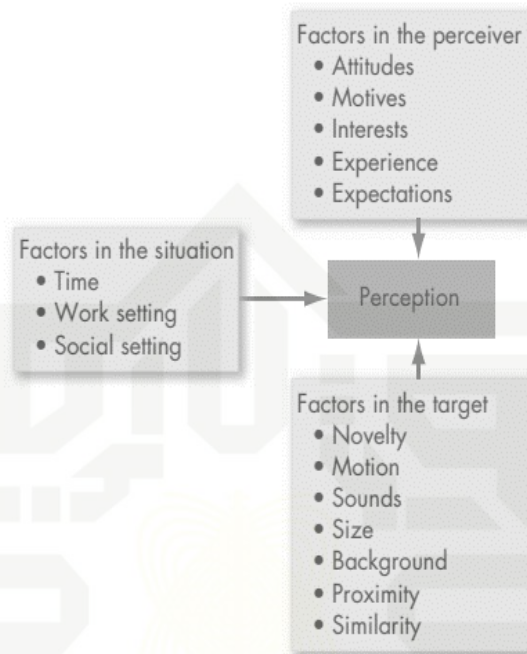 Factors in the perceiver
• Attitudes
• Motives
• Interests
• Experience
• Expectations
Factors in the situation
• Time
• Work setting
• Social setting
Perception
Factors in the target
• Novelty
• Motion
• Sounds
• Size
• Background
• Proximity
• Similarity